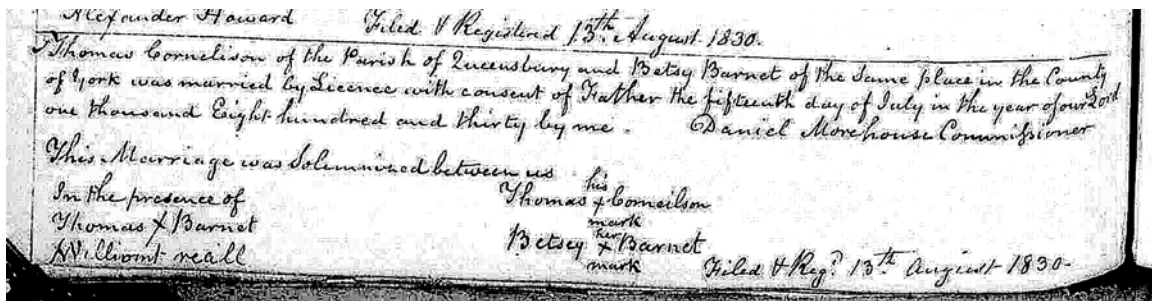 Alexander Howard Filed & Registered 13th August 1830.
Thomas Cornelison of the Parish of Queensbury and Betsy Barnet of the Same place in the County
of York was married by Licence with consent of Father the fifteenth day of July in the year of our Lord
one thousand Eight hundred and thirty by me. Daniel Morehouse Commissioner
This Marriage was Solemnized between us
In the presence of
Thomas X Barnet
his
Thomas X Corneilson
mark
her
Betsey X Barnet
mark
Filed & Regd. 13th August 1830-